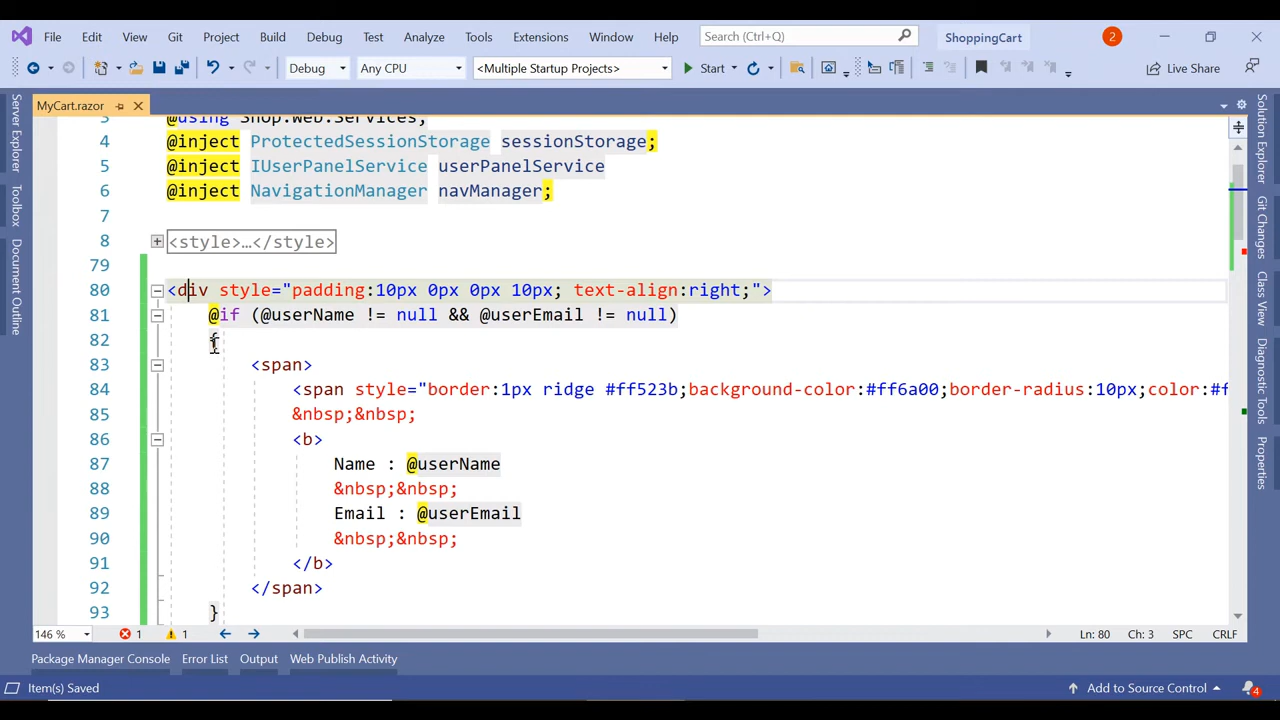 File Edit View Git Project Build Debug Test Analyze Tools Extensions Window Help Search (Ctrl+Q) ShoppingCart 2
Debug Any CPU <Multiple Startup Projects> Start Live Share
MyCart.razor
3 @using Shop.Web.Services;
4 @inject ProtectedSessionStorage sessionStorage;
5 @inject IUserPanelService userPanelService
6 @inject NavigationManager navManager;
7
8 <style>...</style>
79
80 <div style="padding:10px 0px 0px 10px; text-align:right;">
81 @if (@userName != null && @userEmail != null)
82 {
83 <span>
84 <span style="border:1px ridge #ff523b;background-color:#ff6a00;border-radius:10px;color:#f
85 &nbsp;&nbsp;
86 <b>
87 Name : @userName
88 &nbsp;&nbsp;
89 Email : @userEmail
90 &nbsp;&nbsp;
91 </b>
92 </span>
93 }
146 % 1 1 Ln: 80 Ch: 3 SPC CRLF
Package Manager Console Error List Output Web Publish Activity
Item(s) Saved Add to Source Control 4
Server Explorer
Toolbox
Document Outline
Solution Explorer
Git Changes
Class View
Diagnostic Tools
Properties